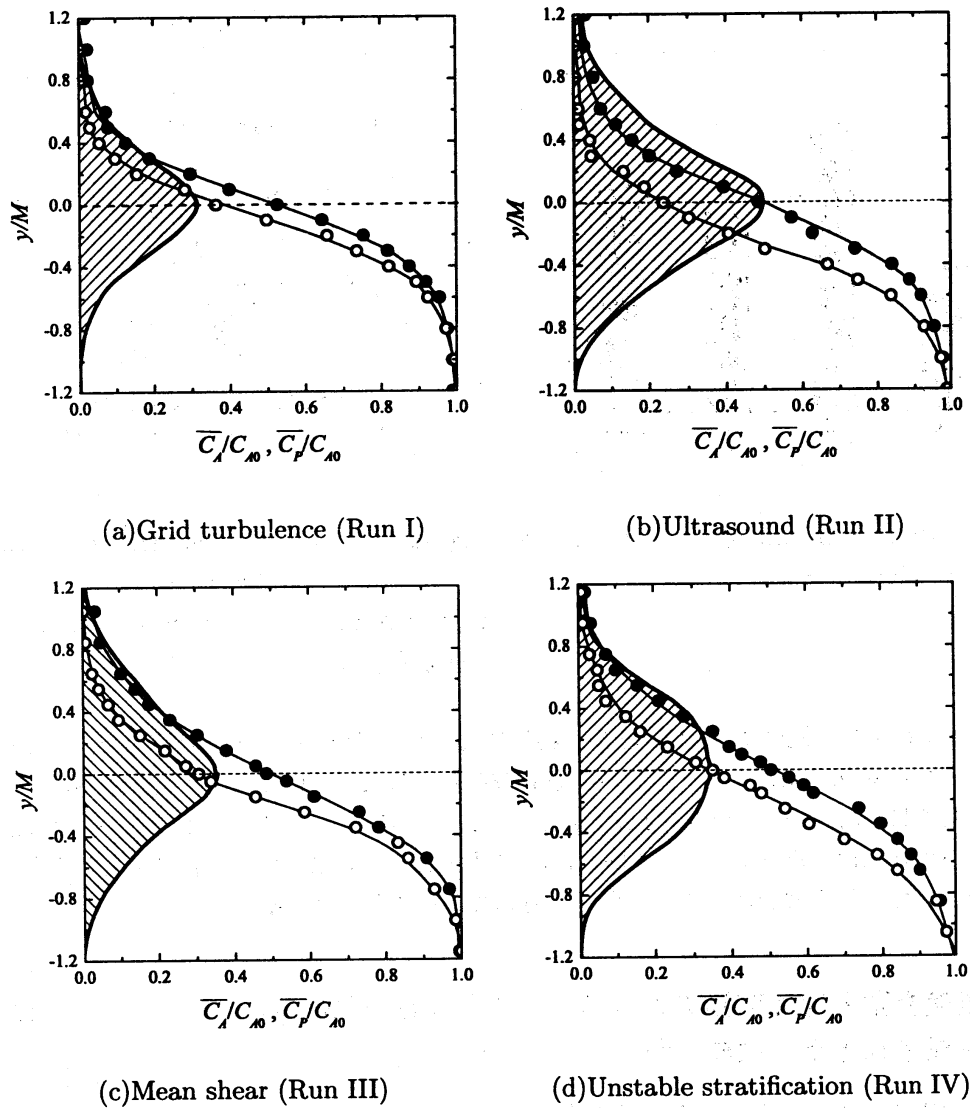 1.2
0.8
0.4
0.0
-0.4
-0.8
-1.2
y/M
0.0 0.2 0.4 0.6 0.8 1.0
C̅_A/C_A0 , C̅_P/C_A0
(a)Grid turbulence (Run I)
1.2
0.8
0.4
0.0
-0.4
-0.8
-1.2
y/M
0.0 0.2 0.4 0.6 0.8 1.0
C̅_A/C_A0 , C̅_P/C_A0
(b)Ultrasound (Run II)
1.2
0.8
0.4
0.0
-0.4
-0.8
-1.2
y/M
0.0 0.2 0.4 0.6 0.8 1.0
C̅_A/C_A0 , C̅_P/C_A0
(c)Mean shear (Run III)
1.2
0.8
0.4
0.0
-0.4
-0.8
-1.2
y/M
0.0 0.2 0.4 0.6 0.8 1.0
C̅_A/C_A0 , C̅_P/C_A0
(d)Unstable stratification (Run IV)